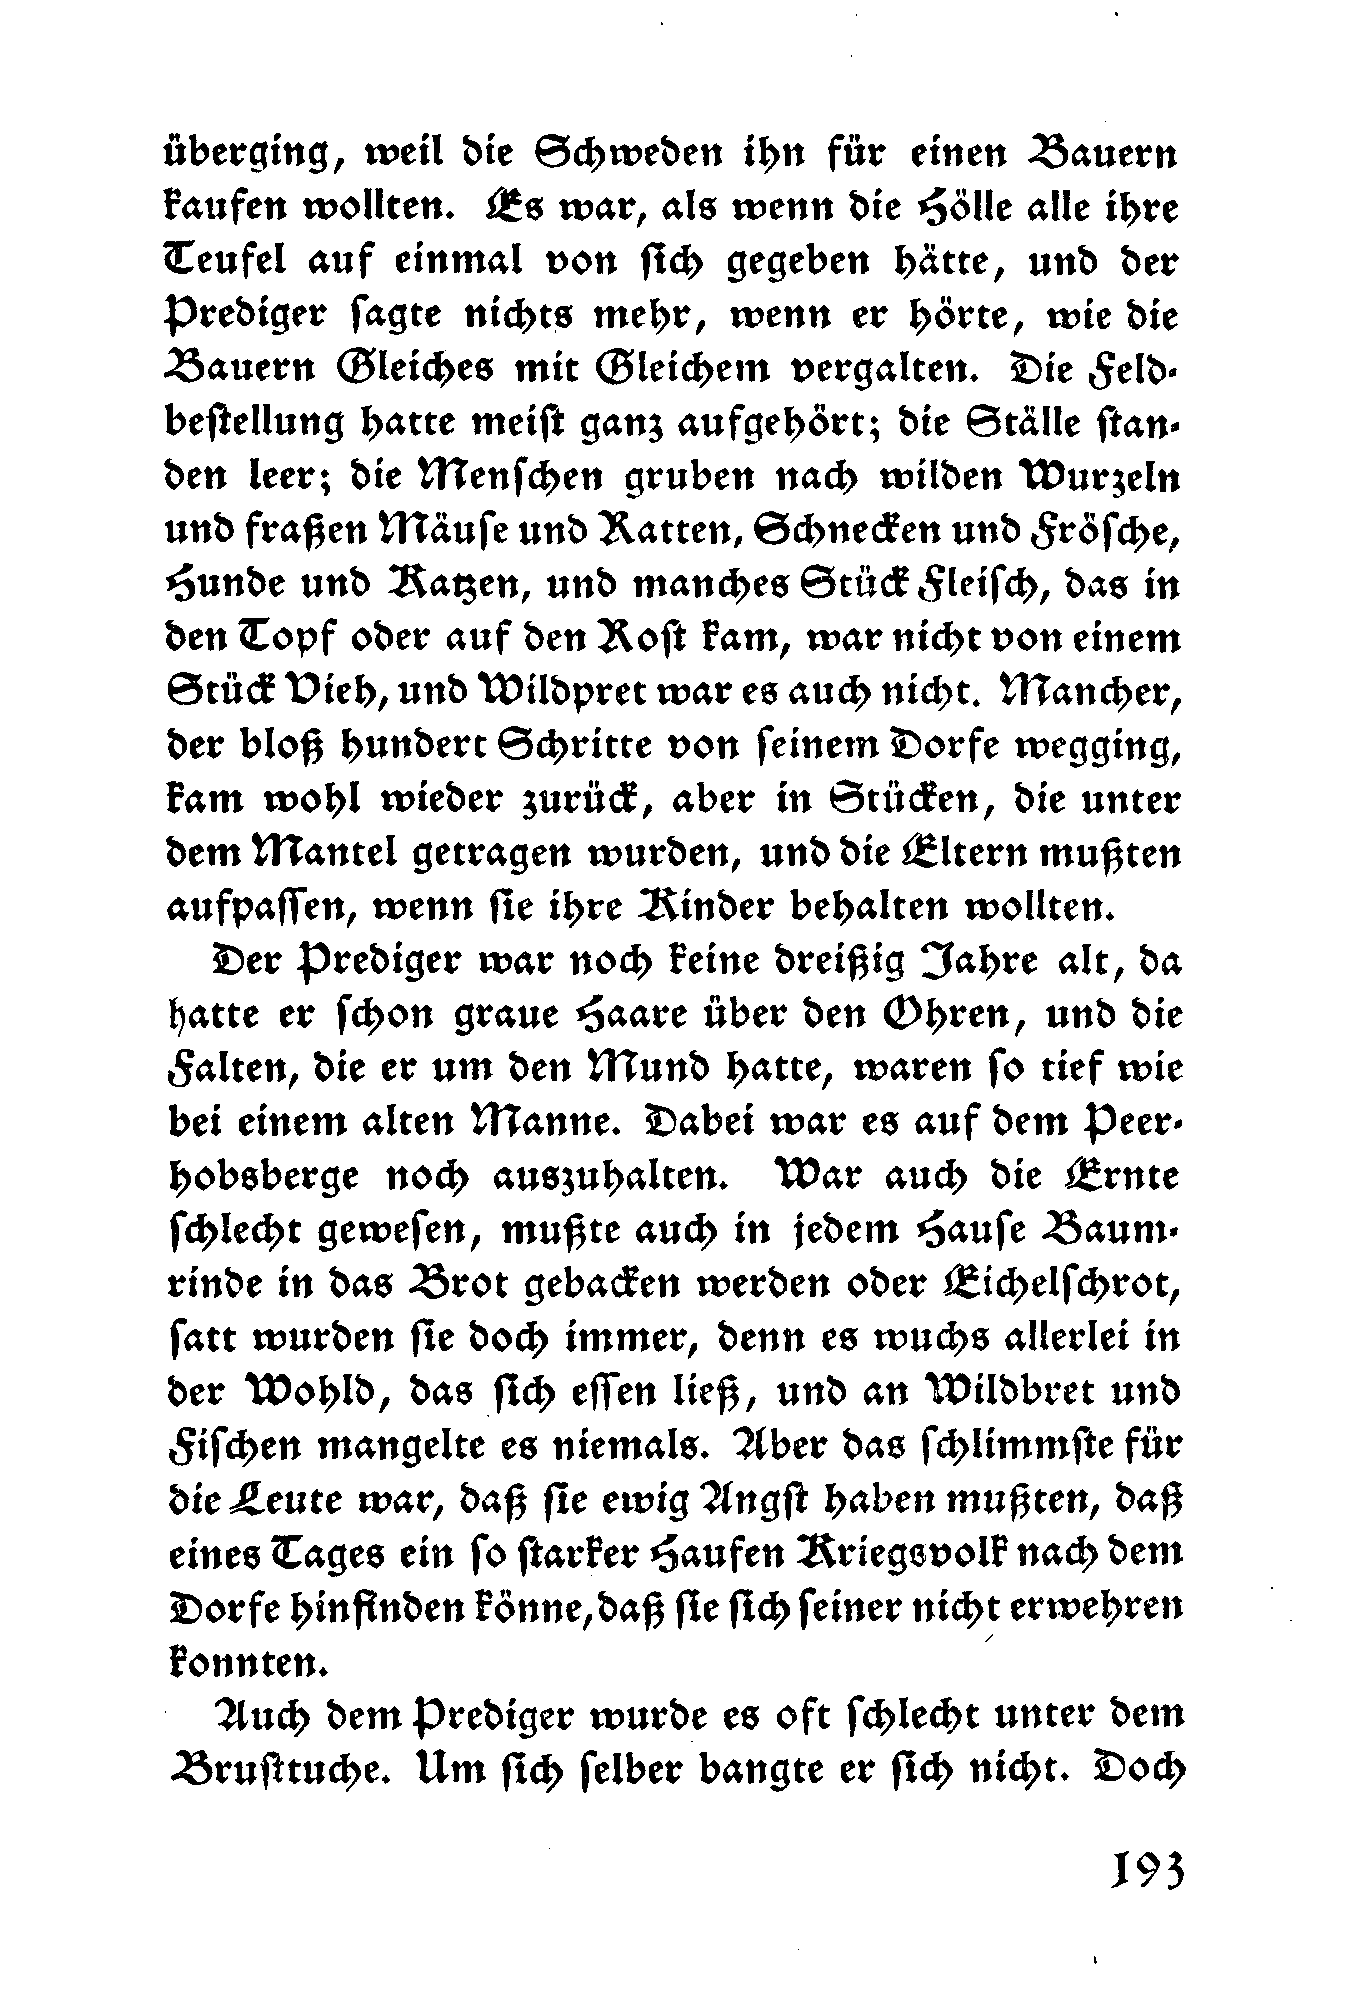 überging, weil die Schweden ihn für einen Bauern
kaufen wollten. Es war, als wenn die Hölle alle ihre
Teufel auf einmal von ſich gegeben hätte, und der
Prediger ſagte nichts mehr, wenn er hörte, wie die
Bauern Gleiches mit Gleichem vergalten. Die Feld-
beſtellung hatte meiſt ganz aufgehört; die Ställe ſtan-
den leer; die Menſchen gruben nach wilden Wurzeln
und fraßen Mäuſe und Ratten, Schnecken und Fröſche,
Hunde und Katzen, und manches Stück Fleiſch, das in
den Topf oder auf den Roſt kam, war nicht von einem
Stück Vieh, und Wildpret war es auch nicht. Mancher,
der bloß hundert Schritte von ſeinem Dorfe wegging,
kam wohl wieder zurück, aber in Stücken, die unter
dem Mantel getragen wurden, und die Eltern mußten
aufpaſſen, wenn ſie ihre Kinder behalten wollten.
Der Prediger war noch keine dreißig Jahre alt, da
hatte er ſchon graue Haare über den Ohren, und die
Falten, die er um den Mund hatte, waren ſo tief wie
bei einem alten Manne. Dabei war es auf dem Peer-
hobsberge noch auszuhalten. War auch die Ernte
ſchlecht geweſen, mußte auch in jedem Hauſe Baum-
rinde in das Brot gebacken werden oder Eichelſchrot,
ſatt wurden ſie doch immer, denn es wuchs allerlei in
der Wohld, das ſich eſſen ließ, und an Wildbret und
Fiſchen mangelte es niemals. Aber das ſchlimmſte für
die Leute war, daß ſie ewig Angſt haben mußten, daß
eines Tages ein ſo ſtarker Haufen Kriegsvolk nach dem
Dorfe hinfinden könne, daß ſie ſich ſeiner nicht erwehren
konnten.
Auch dem Prediger wurde es oft ſchlecht unter dem
Bruſttuche. Um ſich ſelber bangte er ſich nicht. Doch
193